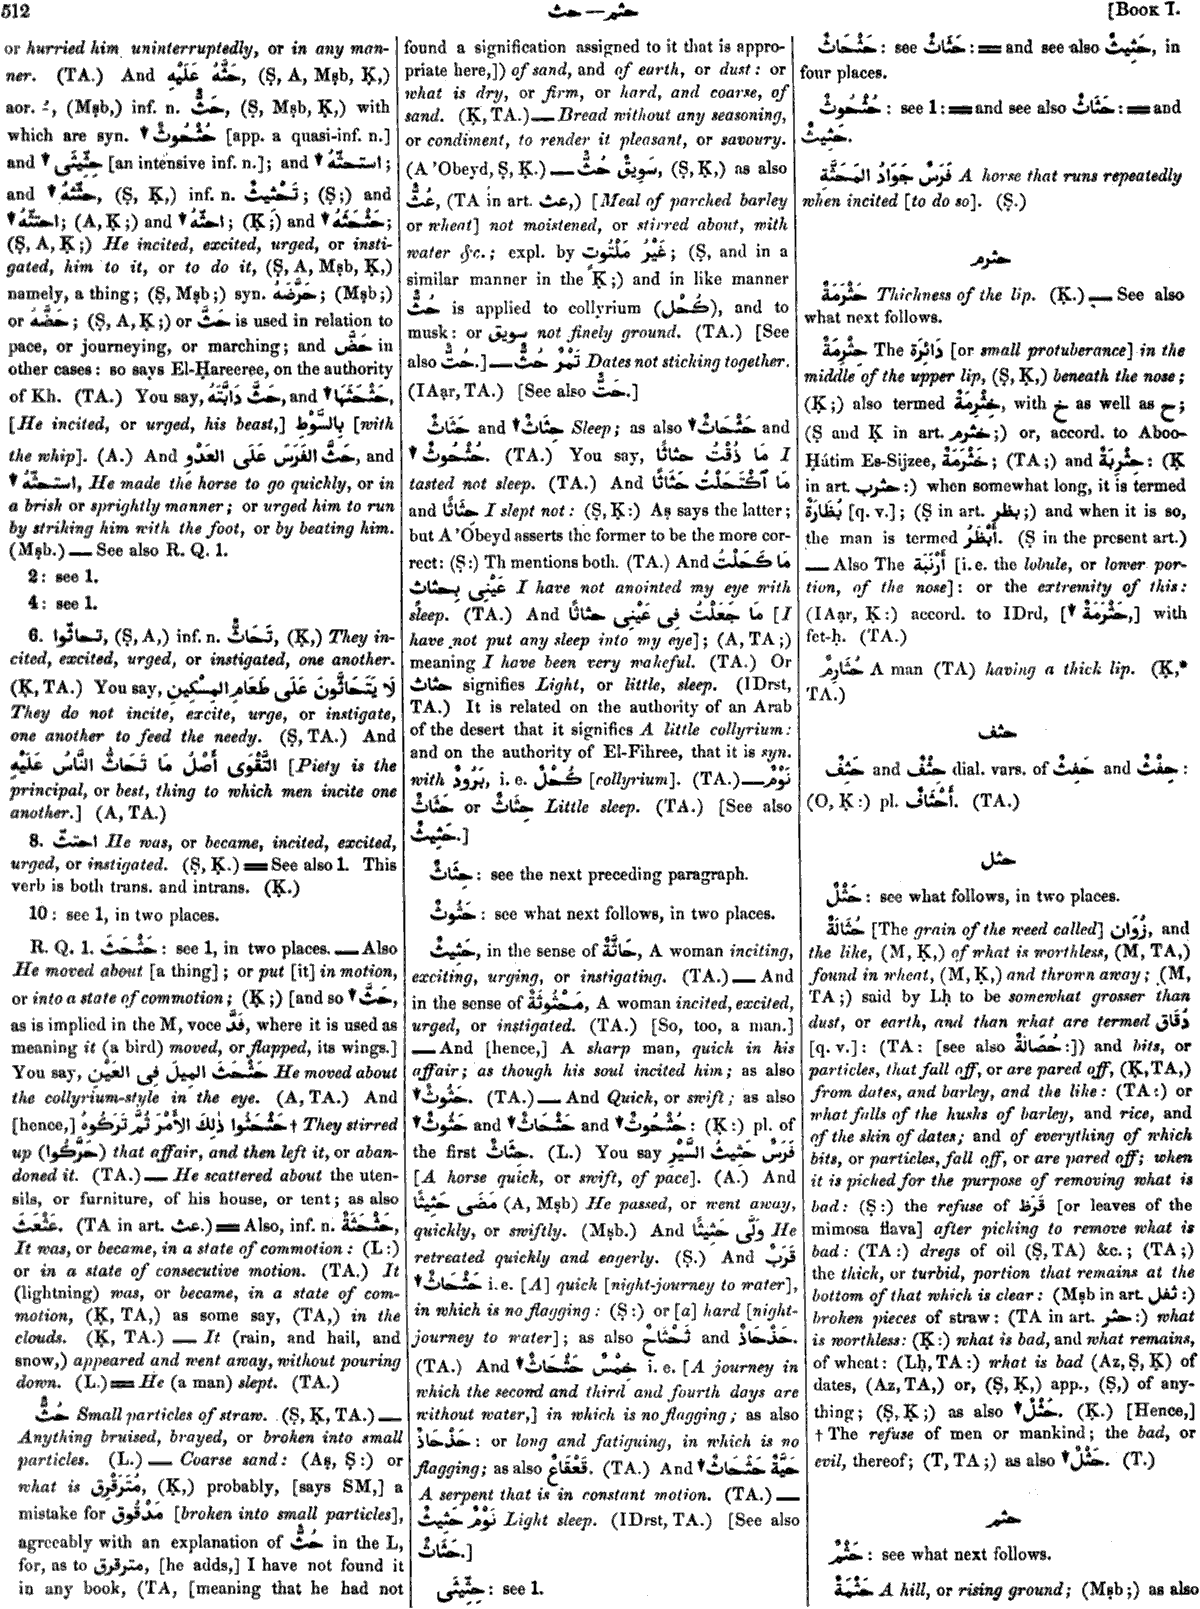 512
حث — حثرم
[BOOK I.
or hurried him uninterruptedly, or in any man-
ner. (TA.) And حَثَّهُ عَلَيْهِ, (Ṣ, A, Mṣb, Ḳ,)
aor. ـُ, (Mṣb,) inf. n. حَثٌّ, (Ṣ, Mṣb, Ḳ,) with
which are syn. ▼ حُثْحُوثٌ [app. a quasi-inf. n.]
and ▼ حِثِّيثَى [an intensive inf. n.]; and ▼ استحثّهُ;
and ▼ حثّثهُ, (Ṣ, Ḳ,) inf. n. تَحْثِيثٌ; (Ṣ;) and
▼ احتثّهُ; (A, Ḳ;) and ▼ احثّهُ; (Ḳ;) and ▼ حَثْحَثَهُ;
(Ṣ, A, Ḳ;) He incited, excited, urged, or insti-
gated, him to it, or to do it, (Ṣ, A, Mṣb, Ḳ,)
namely, a thing; (Ṣ, Mṣb;) syn. حَرَّضَهُ; (Mṣb;)
or حَضَّهُ; (Ṣ, A, Ḳ;) or حَثَّ is used in relation to
pace, or journeying, or marching; and حَضَّ in
other cases: so says El-Ḥareeree, on the authority
of Kh. (TA.) You say, حَثَّ دَابَّتَهُ, and ▼ حَثْحَثَهَا,
[He incited, or urged, his beast,] بِالسَّوْطِ [with
the whip]. (A.) And حَثَّ الفَرَسَ عَلَى العَدْوِ, and
▼ استحثّهُ, He made the horse to go quickly, or in
a brisk or sprightly manner; or urged him to run
by striking him with the foot, or by beating him.
(Mṣb.) — See also R. Q. 1.
2: see 1.
4: see 1.
6. تحاثّوا, (Ṣ, A,) inf. n. تَحَاثٌّ, (Ḳ,) They in-
cited, excited, urged, or instigated, one another.
(Ḳ, TA.) You say, لَا يَتَحَاثُّونَ عَلَى طَعَامِ المِسْكِينِ
They do not incite, excite, urge, or instigate,
one another to feed the needy. (Ṣ, TA.) And
التَّقْوَى أَصْلُ مَا تَحَاثَّ النَّاسُ عَلَيْهِ [Piety is the
principal, or best, thing to which men incite one
another.] (A, TA.)
8. احتثّ He was, or became, incited, excited,
urged, or instigated. (Ṣ, Ḳ.) = See also 1. This
verb is both trans. and intrans. (Ḳ.)
10: see 1, in two places.
R. Q. 1. حَثْحَثَ: see 1, in two places. — Also
He moved about [a thing]; or put [it] in motion,
or into a state of commotion; (Ḳ;) [and so ▼ حَثَّ,
as is implied in the M, voce فَدَّ, where it is used as
meaning it (a bird) moved, or flapped, its wings.]
You say, حَثْحَثَ المِيلَ فِى العَيْنِ He moved about
the collyrium-style in the eye. (A, TA.) And
[hence,] حَثْحَثُوا ذٰلِكَ الأَمْرَ ثُمَّ تَرَكُوهُ † They stirred
up (حَرَّكُوا) that affair, and then left it, or aban-
doned it. (TA.) — He scattered about the uten-
sils, or furniture, of his house, or tent; as also
عَثْعَثَ. (TA in art. عث.) = Also, inf. n. حَثْحَثَةٌ,
It was, or became, in a state of commotion: (L:)
or in a state of consecutive motion. (TA.) It
(lightning) was, or became, in a state of com-
motion, (Ḳ, TA,) as some say, (TA,) in the
clouds. (Ḳ, TA.) — It (rain, and hail, and
snow,) appeared and went away, without pouring
down. (L.) = He (a man) slept. (TA.)
حُثٌّ Small particles of straw. (Ṣ, Ḳ, TA.) —
Anything bruised, brayed, or broken into small
particles. (L.) — Coarse sand: (Aṣ, Ṣ:) or
what is مُتَرَقْرِق, (Ḳ,) probably, [says SM,] a
mistake for مَدْقُوق [broken into small particles],
agreeably with an explanation of حُثّ in the L,
for, as to مترقرق, [he adds,] I have not found it
in any book, (TA, [meaning that he had not
found a signification assigned to it that is appro-
priate here,]) of sand, and of earth, or dust: or
what is dry, or firm, or hard, and coarse, of
sand. (Ḳ, TA.) — Bread without any seasoning,
or condiment, to render it pleasant, or savoury.
(A ’Obeyd, Ṣ, Ḳ.) — سَوِيقٌ حُثٌّ, (Ṣ, Ḳ,) as also
عُثٌّ, (TA in art. عث,) [Meal of parched barley
or wheat] not moistened, or stirred about, with
water &c.; expl. by غَيْرُ مَلْتُوتٍ; (Ṣ, and in a
similar manner in the Ḳ;) and in like manner
حُثٌّ is applied to collyrium (كُحْل), and to
musk: or سويق not finely ground. (TA.) [See
also حُتٌّ.] — تَمْرٌ حُثٌّ Dates not sticking together.
(IAạr, TA.) [See also حَتٌّ.]
حَثَاثٌ and ▼ حِثَاثٌ Sleep; as also ▼ حَثْحَاثٌ and
▼ حُثْحُوثٌ. (TA.) You say, مَا ذُقْتُ حَثَاثًا I
tasted not sleep. (TA.) And مَا ٱكْتَحَلْتُ حَثَاثًا
and حِثَاثًا I slept not: (Ṣ, Ḳ:) Aṣ says the latter;
but A ’Obeyd asserts the former to be the more cor-
rect: (Ṣ:) Th mentions both. (TA.) And مَا كَحَلْتُ
عَيْنِى بِحثاث I have not anointed my eye with
sleep. (TA.) And مَا جَعَلْتُ فِى عَيْنِى حثاثًا [I
have not put any sleep into my eye]; (A, TA;)
meaning I have been very wakeful. (TA.) Or
حثاث signifies Light, or little, sleep. (IDrst,
TA.) It is related on the authority of an Arab
of the desert that it signifies A little collyrium:
and on the authority of El-Fihree, that it is syn.
with بَرُودٌ, i. e. كُحْلٌ [collyrium]. (TA.) — نَوْمٌ
حَثَاثٌ or حِثَاثٌ Little sleep. (TA.) [See also
حَثِيثٌ.]
حِثَاثٌ: see the next preceding paragraph.
حَثُوثٌ: see what next follows, in two places.
حَثِيثٌ, in the sense of حَاثَّةٌ, A woman inciting,
exciting, urging, or instigating. (TA.) — And
in the sense of مَحْثُوثَةٌ, A woman incited, excited,
urged, or instigated. (TA.) [So, too, a man.]
— And [hence,] A sharp man, quick in his
affair; as though his soul incited him; as also
▼ حَثُوثٌ. (TA.) — And Quick, or swift; as also
▼ حَثُوثٌ and ▼ حَثْحَاثٌ and ▼ حُثْحُوثٌ: (Ḳ:) pl. of
the first حِثَاثٌ. (L.) You say فَرَسٌ حَثِيثُ السَّيْرِ
[A horse quick, or swift, of pace]. (A.) And
مَضَى حَثِيثًا (A, Mṣb) He passed, or went away,
quickly, or swiftly. (Mṣb.) And وَلَّى حَثِيثًا He
retreated quickly and eagerly. (Ṣ.) And قَرَبٌ
▼ حَثْحَاثٌ i. e. [A] quick [night-journey to water],
in which is no flagging: (Ṣ:) or [a] hard [night-
journey to water]; as also تَحْتَاحٌ and حَذْحَاذٌ.
(TA.) And ▼ خِمْسٌ حَثْحَاثٌ i. e. [A journey in
which the second and third and fourth days are
without water,] in which is no flagging; as also
حَذْحَاذٌ: or long and fatiguing, in which is no
flagging; as also قَعْقَاعٌ. (TA.) And ▼ حَيَّةٌ حَثْحَاثٌ
A serpent that is in constant motion. (TA.) —
نَوْمٌ حَثِيثٌ Light sleep. (IDrst, TA.) [See also
حَثَاثٌ.]
حِثِّيثَى: see 1.
حَثْحَاثٌ: see حَثَاثٌ: = and see also حَثِيثٌ, in
four places.
حُثْحُوثٌ: see 1: = and see also حَثَاثٌ: = and
حَثِيثٌ.
فَرَسٌ جَوَادُ المَحَثَّةِ A horse that runs repeatedly
when incited [to do so]. (Ṣ.)
حثرم
حَثْرَمَةٌ Thickness of the lip. (Ḳ.) — See also
what next follows.
حِثْرِمَةٌ The دَائِرَة [or small protuberance] in the
middle of the upper lip, (Ṣ, Ḳ,) beneath the nose;
(Ḳ;) also termed خِثْرِمَةٌ, with خ as well as ح;
(Ṣ and Ḳ in art. خثرم;) or, accord. to Aboo-
Ḥátim Es-Sijzee, حَثْرَمَةٌ; (TA;) and حِثْرِبَةٌ: (Ḳ
in art. حثرب:) when somewhat long, it is termed
بُظَارَةٌ [q. v.]; (Ṣ in art. بظر;) and when it is so,
the man is termed أَبْظَرُ. (Ṣ in the present art.)
— Also The أَرْنَبَة [i. e. the lobule, or lower por-
tion, of the nose]: or the extremity of this:
(IAạr, Ḳ:) accord. to IDrd, [▼ حَثْرَمَةٌ,] with
fet-ḥ. (TA.)
حُثَارِمٌ A man (TA) having a thick lip. (Ḳ,*
TA.)
حثف
حَثِفٌ and حِثْفٌ dial. vars. of حَفِثٌ and حِفْثٌ:
(O, Ḳ:) pl. أَحْثَافٌ. (TA.)
حثل
حَثْلٌ: see what follows, in two places.
حُثَالَةٌ [The grain of the weed called] زُوَان, and
the like, (M, Ḳ,) of what is worthless, (M, TA,)
found in wheat, (M, Ḳ,) and thrown away; (M,
TA;) said by Lḥ to be somewhat grosser than
dust, or earth, and than what are termed دُقَاق
[q. v.]: (TA: [see also حُصَالَةٌ:]) and bits, or
particles, that fall off, or are pared off, (Ḳ, TA,)
from dates, and barley, and the like: (TA:) or
what falls of the husks of barley, and rice, and
of the skin of dates; and of everything of which
bits, or particles, fall off, or are pared off; when
it is picked for the purpose of removing what is
bad: (Ṣ:) the refuse of قَرَظ [or leaves of the
mimosa flava] after picking to remove what is
bad: (TA:) dregs of oil (Ṣ, TA) &c.; (TA;)
the thick, or turbid, portion that remains at the
bottom of that which is clear: (Mṣb in art. ثفل:)
broken pieces of straw: (TA in art. حثر:) what
is worthless: (Ḳ:) what is bad, and what remains,
of wheat: (Lḥ, TA:) what is bad (Az, Ṣ, Ḳ) of
dates, (Az, TA,) or, (Ṣ, Ḳ,) app., (Ṣ,) of any-
thing; (Ṣ, Ḳ;) as also ▼ حَثْلٌ. (Ḳ.) [Hence,]
† The refuse of men or mankind; the bad, or
evil, thereof; (T, TA;) as also ▼ حَثْلٌ. (T.)
حثم
حَثْمٌ: see what next follows.
حَثْمَةٌ A hill, or rising ground; (Mṣb;) as also